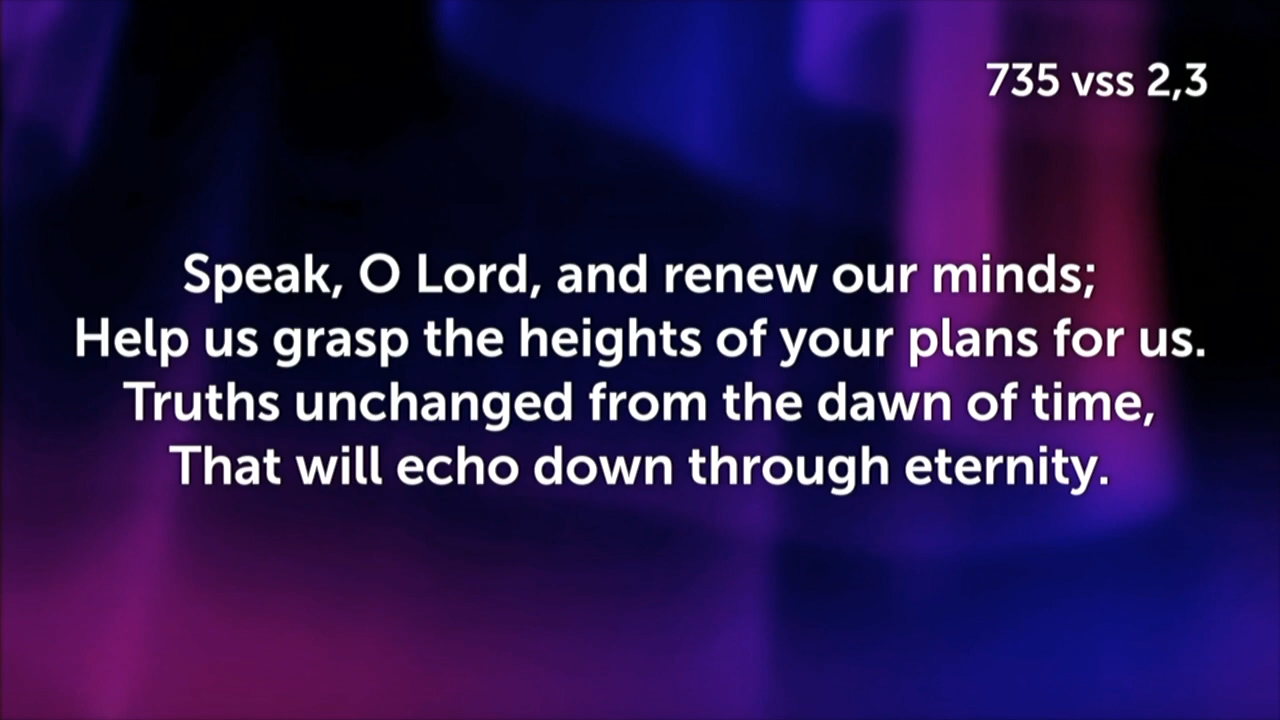 735 vss 2,3
Speak, O Lord, and renew our minds;
Help us grasp the heights of your plans for us.
Truths unchanged from the dawn of time,
That will echo down through eternity.